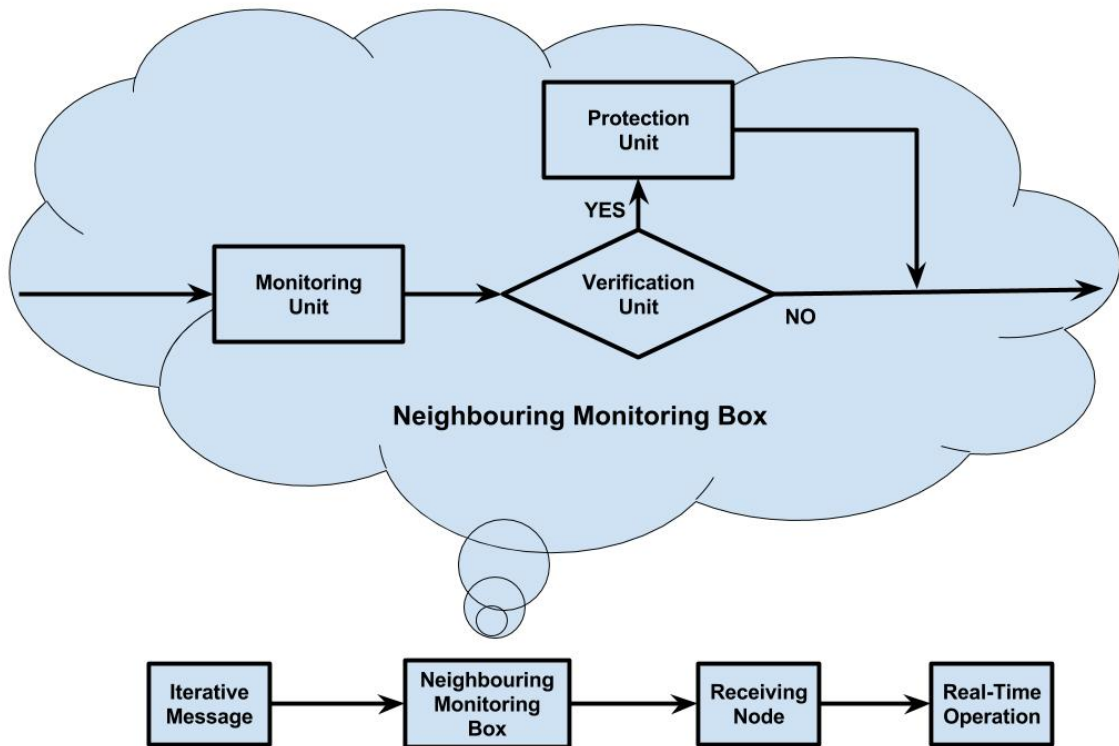 Protection
Unit
YES
Monitoring
Unit
Verification
Unit
NO
Neighbouring Monitoring Box
Iterative
Message
Neighbouring
Monitoring
Box
Receiving
Node
Real-Time
Operation